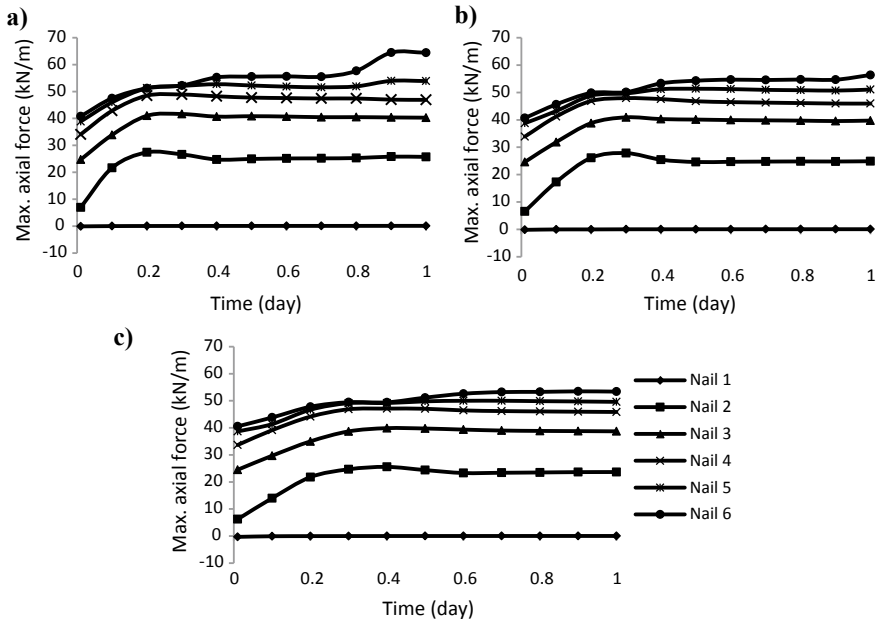 a)
70
60
50
40
30
20
10
0
-10
Max. axial force (kN/m)
0 0.2 0.4 0.6 0.8 1
Time (day)
b)
70
60
50
40
30
20
10
0
-10
Max. axial force (kN/m)
0 0.2 0.4 0.6 0.8 1
Time (day)
c)
70
60
50
40
30
20
10
0
-10
Max. axial force (kN/m)
0 0.2 0.4 0.6 0.8 1
Time (day)
Nail 1
Nail 2
Nail 3
Nail 4
Nail 5
Nail 6